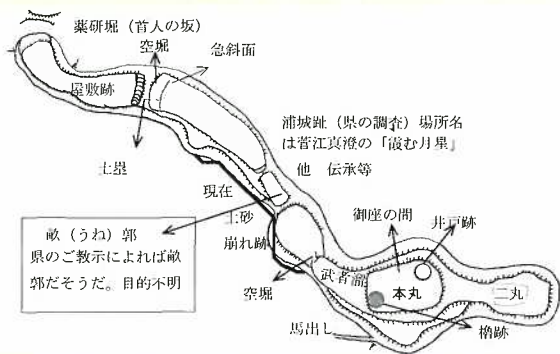 薬研堀（首人の坂）
空堀
急斜面
屋敷跡
浦城趾（県の調査）場所名
は菅江真澄の「霞む月星」
他　伝承等
土塁
現在
土砂
崩れ跡
畝（うね）郭
県のご教示によれば畝
郭だそうだ。目的不明
御座の間
井戸跡
空堀
武者溜
本丸
二丸
馬出し
櫓跡